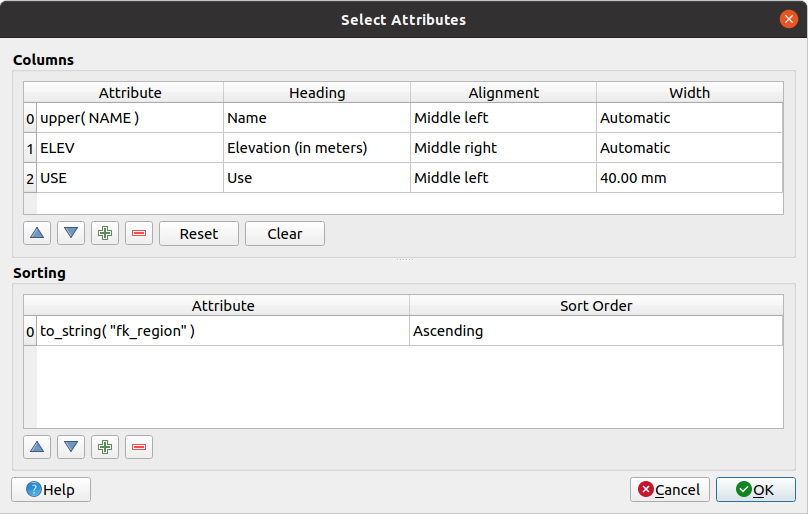 Select Attributes
Columns
Attribute Heading Alignment Width
0 upper( NAME ) Name Middle left Automatic
1 ELEV Elevation (in meters) Middle right Automatic
2 USE Use Middle left 40.00 mm
Reset Clear
Sorting
Attribute Sort Order
0 to_string( "fk_region" ) Ascending
Help Cancel OK